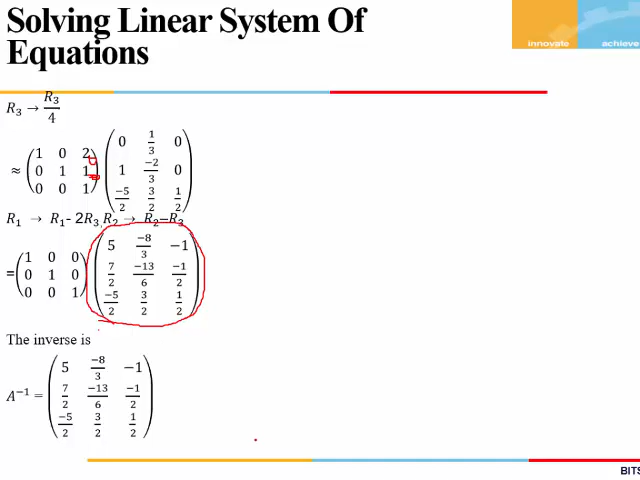 Solving Linear System Of
Equations
innovate achieve
R₃ → R₃/4
≈ (1 0 2) (0 1/3 0)
(0 1 1) (1 −2/3 0)
(0 0 1) (−5/2 3/2 1/2)
R₁ → R₁- 2R₃, R₂ → R₂−R₃
= (1 0 0) (5 −8/3 −1)
(0 1 0) (7/2 −13/6 −1/2)
(0 0 1) (−5/2 3/2 1/2)
The inverse is
A⁻¹ = (5 −8/3 −1)
(7/2 −13/6 −1/2)
(−5/2 3/2 1/2)
BITS